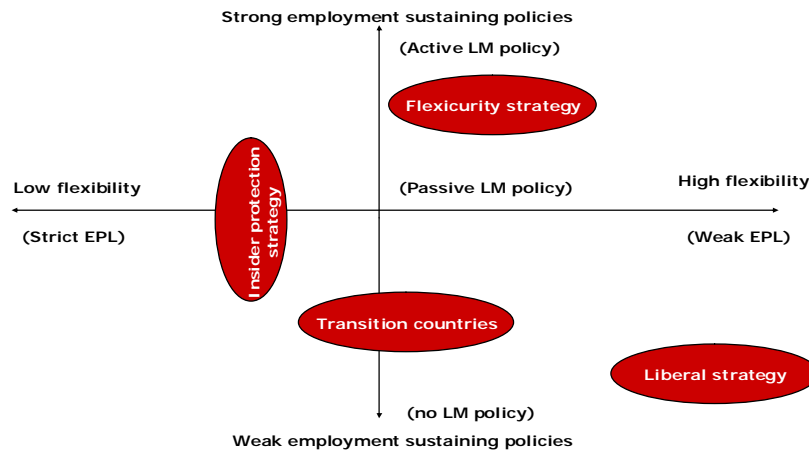 Strong employment sustaining policies
(Active LM policy)
Flexicurity strategy
Low flexibility
Insider protection
strategy
(Passive LM policy)
High flexibility
(Strict EPL)
(Weak EPL)
Transition countries
Liberal strategy
(no LM policy)
Weak employment sustaining policies